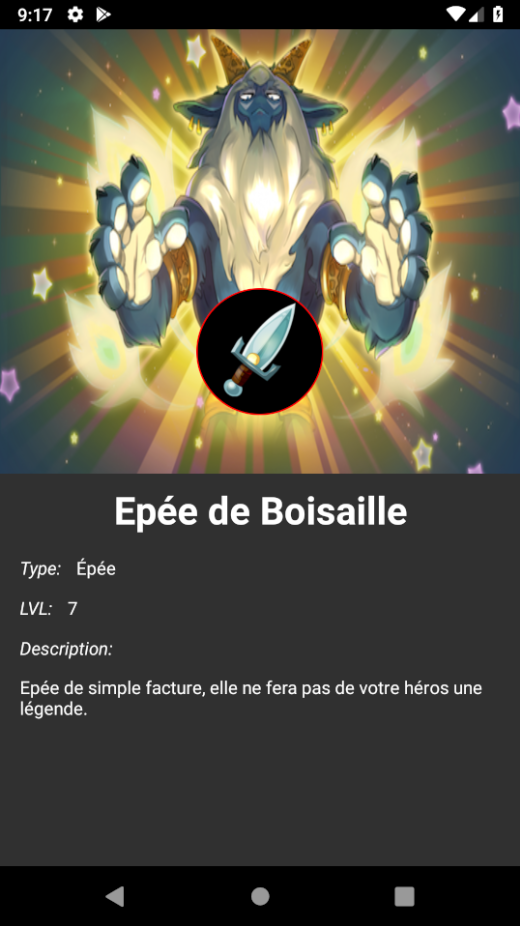 9:17
Epée de Boisaille
Type: Épée
LVL: 7
Description:
Epée de simple facture, elle ne fera pas de votre héros une
légende.